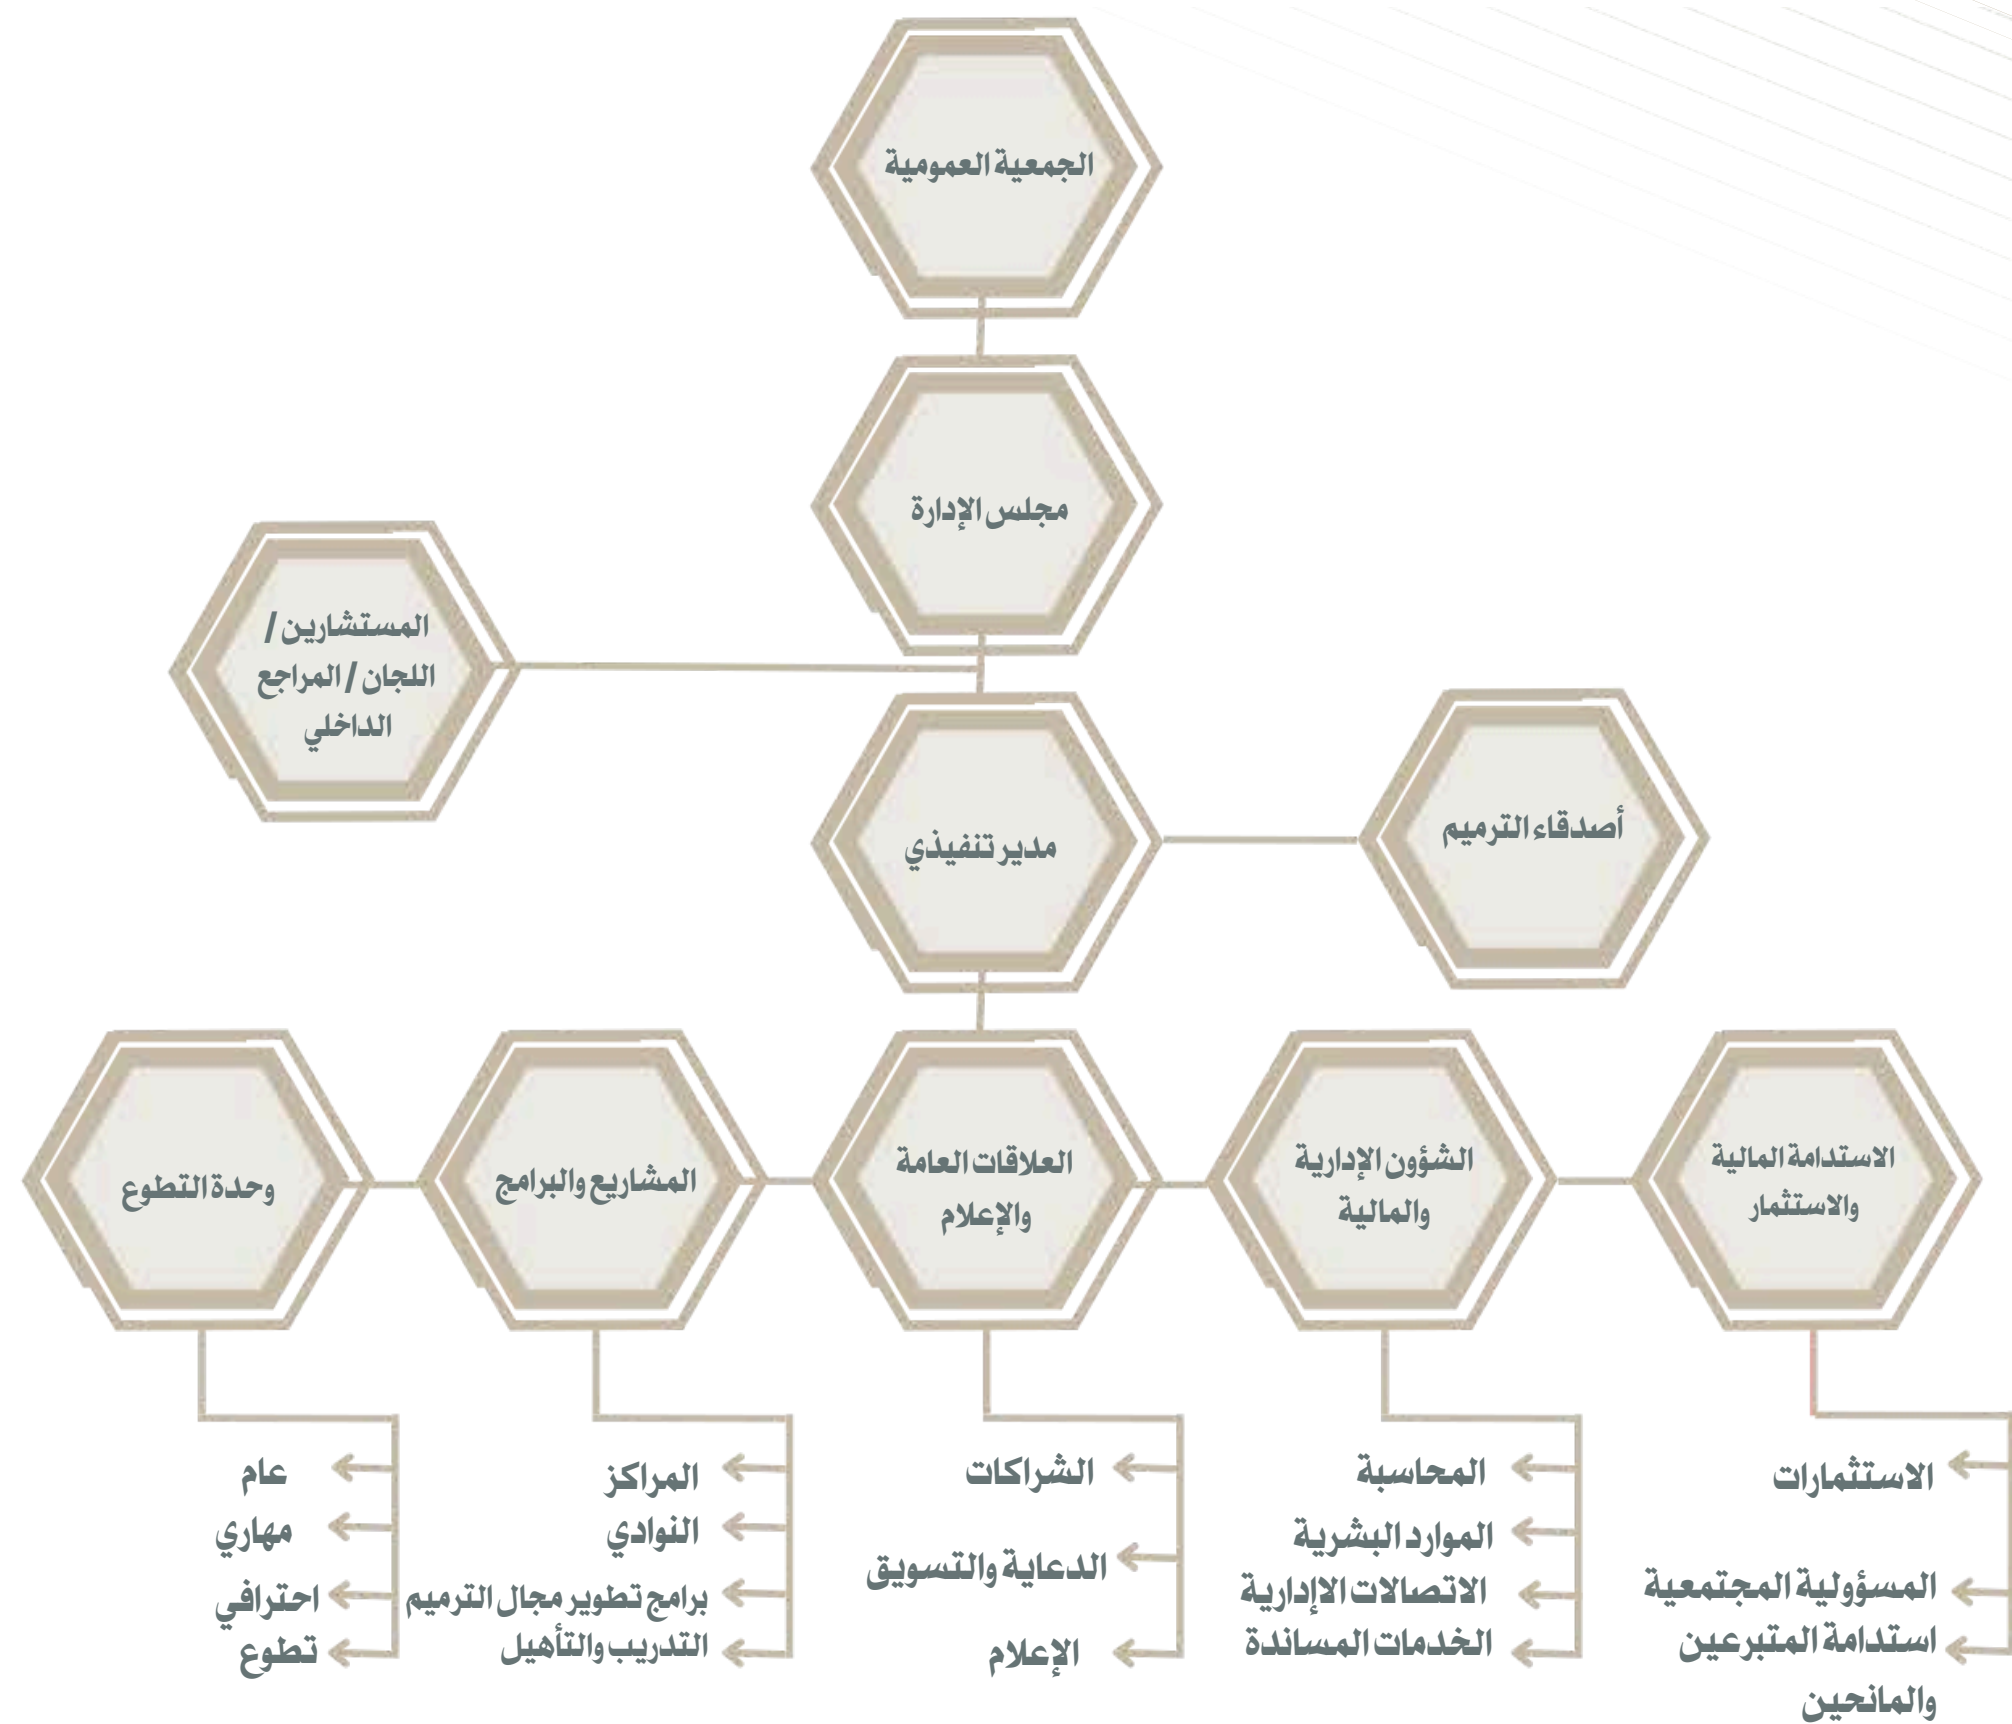 الجمعية العمومية
مجلس الإدارة
المستشارين /
اللجان / المراجع
الداخلي
مدير تنفيذي
أصدقاء الترميم
الاستدامة المالية
والاستثمار
الشؤون الإدارية
والمالية
العلاقات العامة
والإعلام
المشاريع والبرامج
وحدة التطوع
الاستثمارات
المسؤولية المجتمعية
استدامة المتبرعين
والمانحين
المحاسبة
الموارد البشرية
الاتصالات الاإدارية
الخدمات المساندة
الشراكات
الدعاية والتسويق
الإعلام
المراكز
النوادي
برامج تطوير مجال الترميم
التدريب والتأهيل
عام
مهاري
احترافي
تطوع